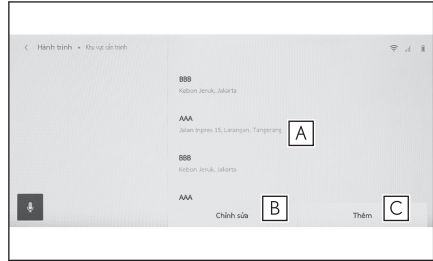 Hành trình • Khu vực cần tránh
BBB
Kebon Jeruk, Jakarta
AAA
Jalan Inpres 15, Larangan, Tangerang
A
BBB
Kebon Jeruk, Jakarta
AAA
Chỉnh sửa
B
Thêm
C